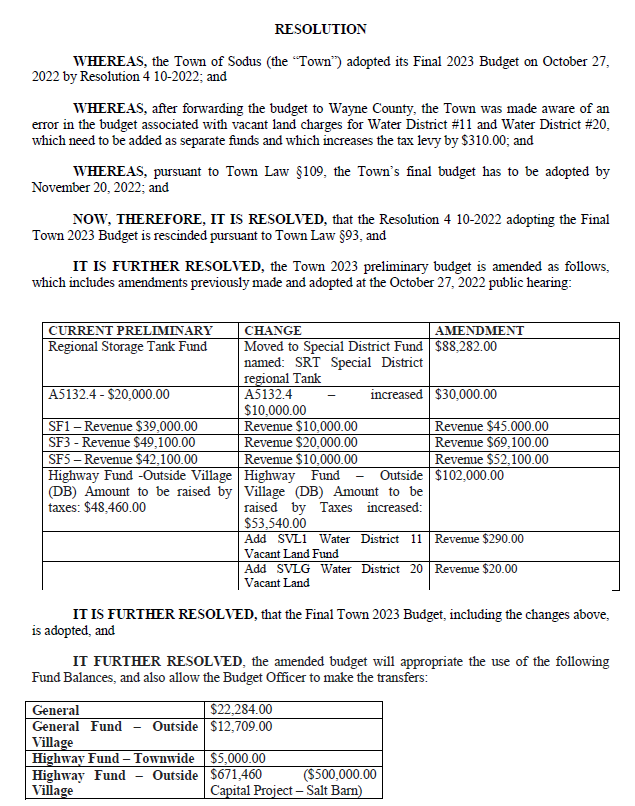 RESOLUTION
WHEREAS, the Town of Sodus (the “Town”) adopted its Final 2023 Budget on October 27,
2022 by Resolution 4 10-2022; and
WHEREAS, after forwarding the budget to Wayne County, the Town was made aware of an
error in the budget associated with vacant land charges for Water District #11 and Water District #20,
which need to be added as separate funds and which increases the tax levy by $310.00; and
WHEREAS, pursuant to Town Law §109, the Town’s final budget has to be adopted by
November 20, 2022; and
NOW, THEREFORE, IT IS RESOLVED, that the Resolution 4 10-2022 adopting the Final
Town 2023 Budget is rescinded pursuant to Town Law §93, and
IT IS FURTHER RESOLVED, the Town 2023 preliminary budget is amended as follows,
which includes amendments previously made and adopted at the October 27, 2022 public hearing:
CURRENT PRELIMINARY CHANGE AMENDMENT
Regional Storage Tank Fund Moved to Special District Fund $88,282.00
named: SRT Special District
regional Tank
A5132.4 - $20,000.00 A5132.4 – increased $30,000.00
$10,000.00
SF1 – Revenue $39,000.00 Revenue $10,000.00 Revenue $45.000.00
SF3 - Revenue $49,100.00 Revenue $20,000.00 Revenue $69,100.00
SF5 – Revenue $42,100.00 Revenue $10,000.00 Revenue $52,100.00
Highway Fund -Outside Village Highway Fund – Outside $102,000.00
(DB) Amount to be raised by Village (DB) Amount to be
taxes: $48,460.00 raised by Taxes increased:
$53,540.00
Add SVL1 Water District 11 Revenue $290.00
Vacant Land Fund
Add SVLG Water District 20 Revenue $20.00
Vacant Land
IT IS FURTHER RESOLVED, that the Final Town 2023 Budget, including the changes above,
is adopted, and
IT FURTHER RESOLVED, the amended budget will appropriate the use of the following
Fund Balances, and also allow the Budget Officer to make the transfers:
General $22,284.00
General Fund – Outside $12,709.00
Village
Highway Fund – Townwide $5,000.00
Highway Fund – Outside $671,460 ($500,000.00
Village Capital Project – Salt Barn)